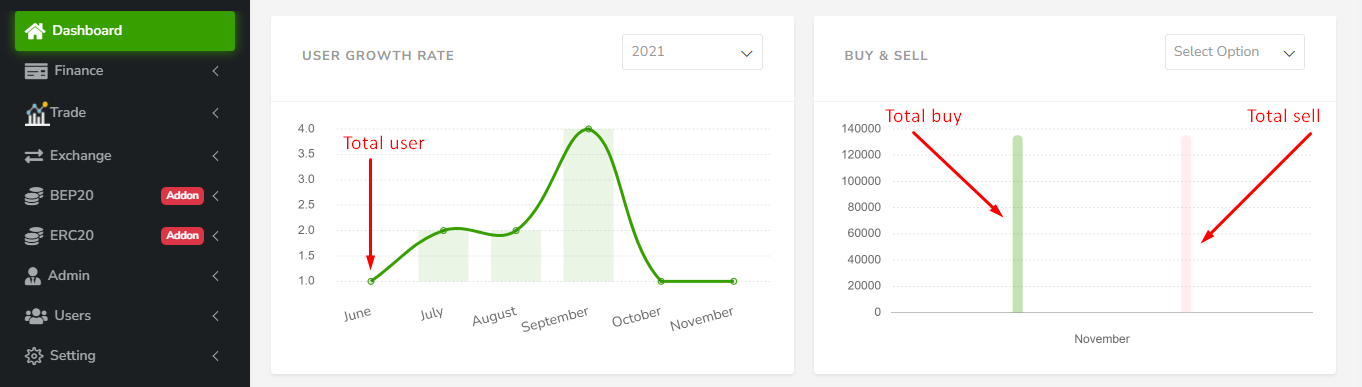 Dashboard
Finance
Trade
Exchange
BEP20 Addon
ERC20 Addon
Admin
Users
Setting
USER GROWTH RATE 2021
4.0
3.5
3.0
2.5
2.0
1.5
1.0
Total user
June July August September October November
BUY & SELL Select Option
Total buy Total sell
140000
120000
100000
80000
60000
40000
20000
0
November